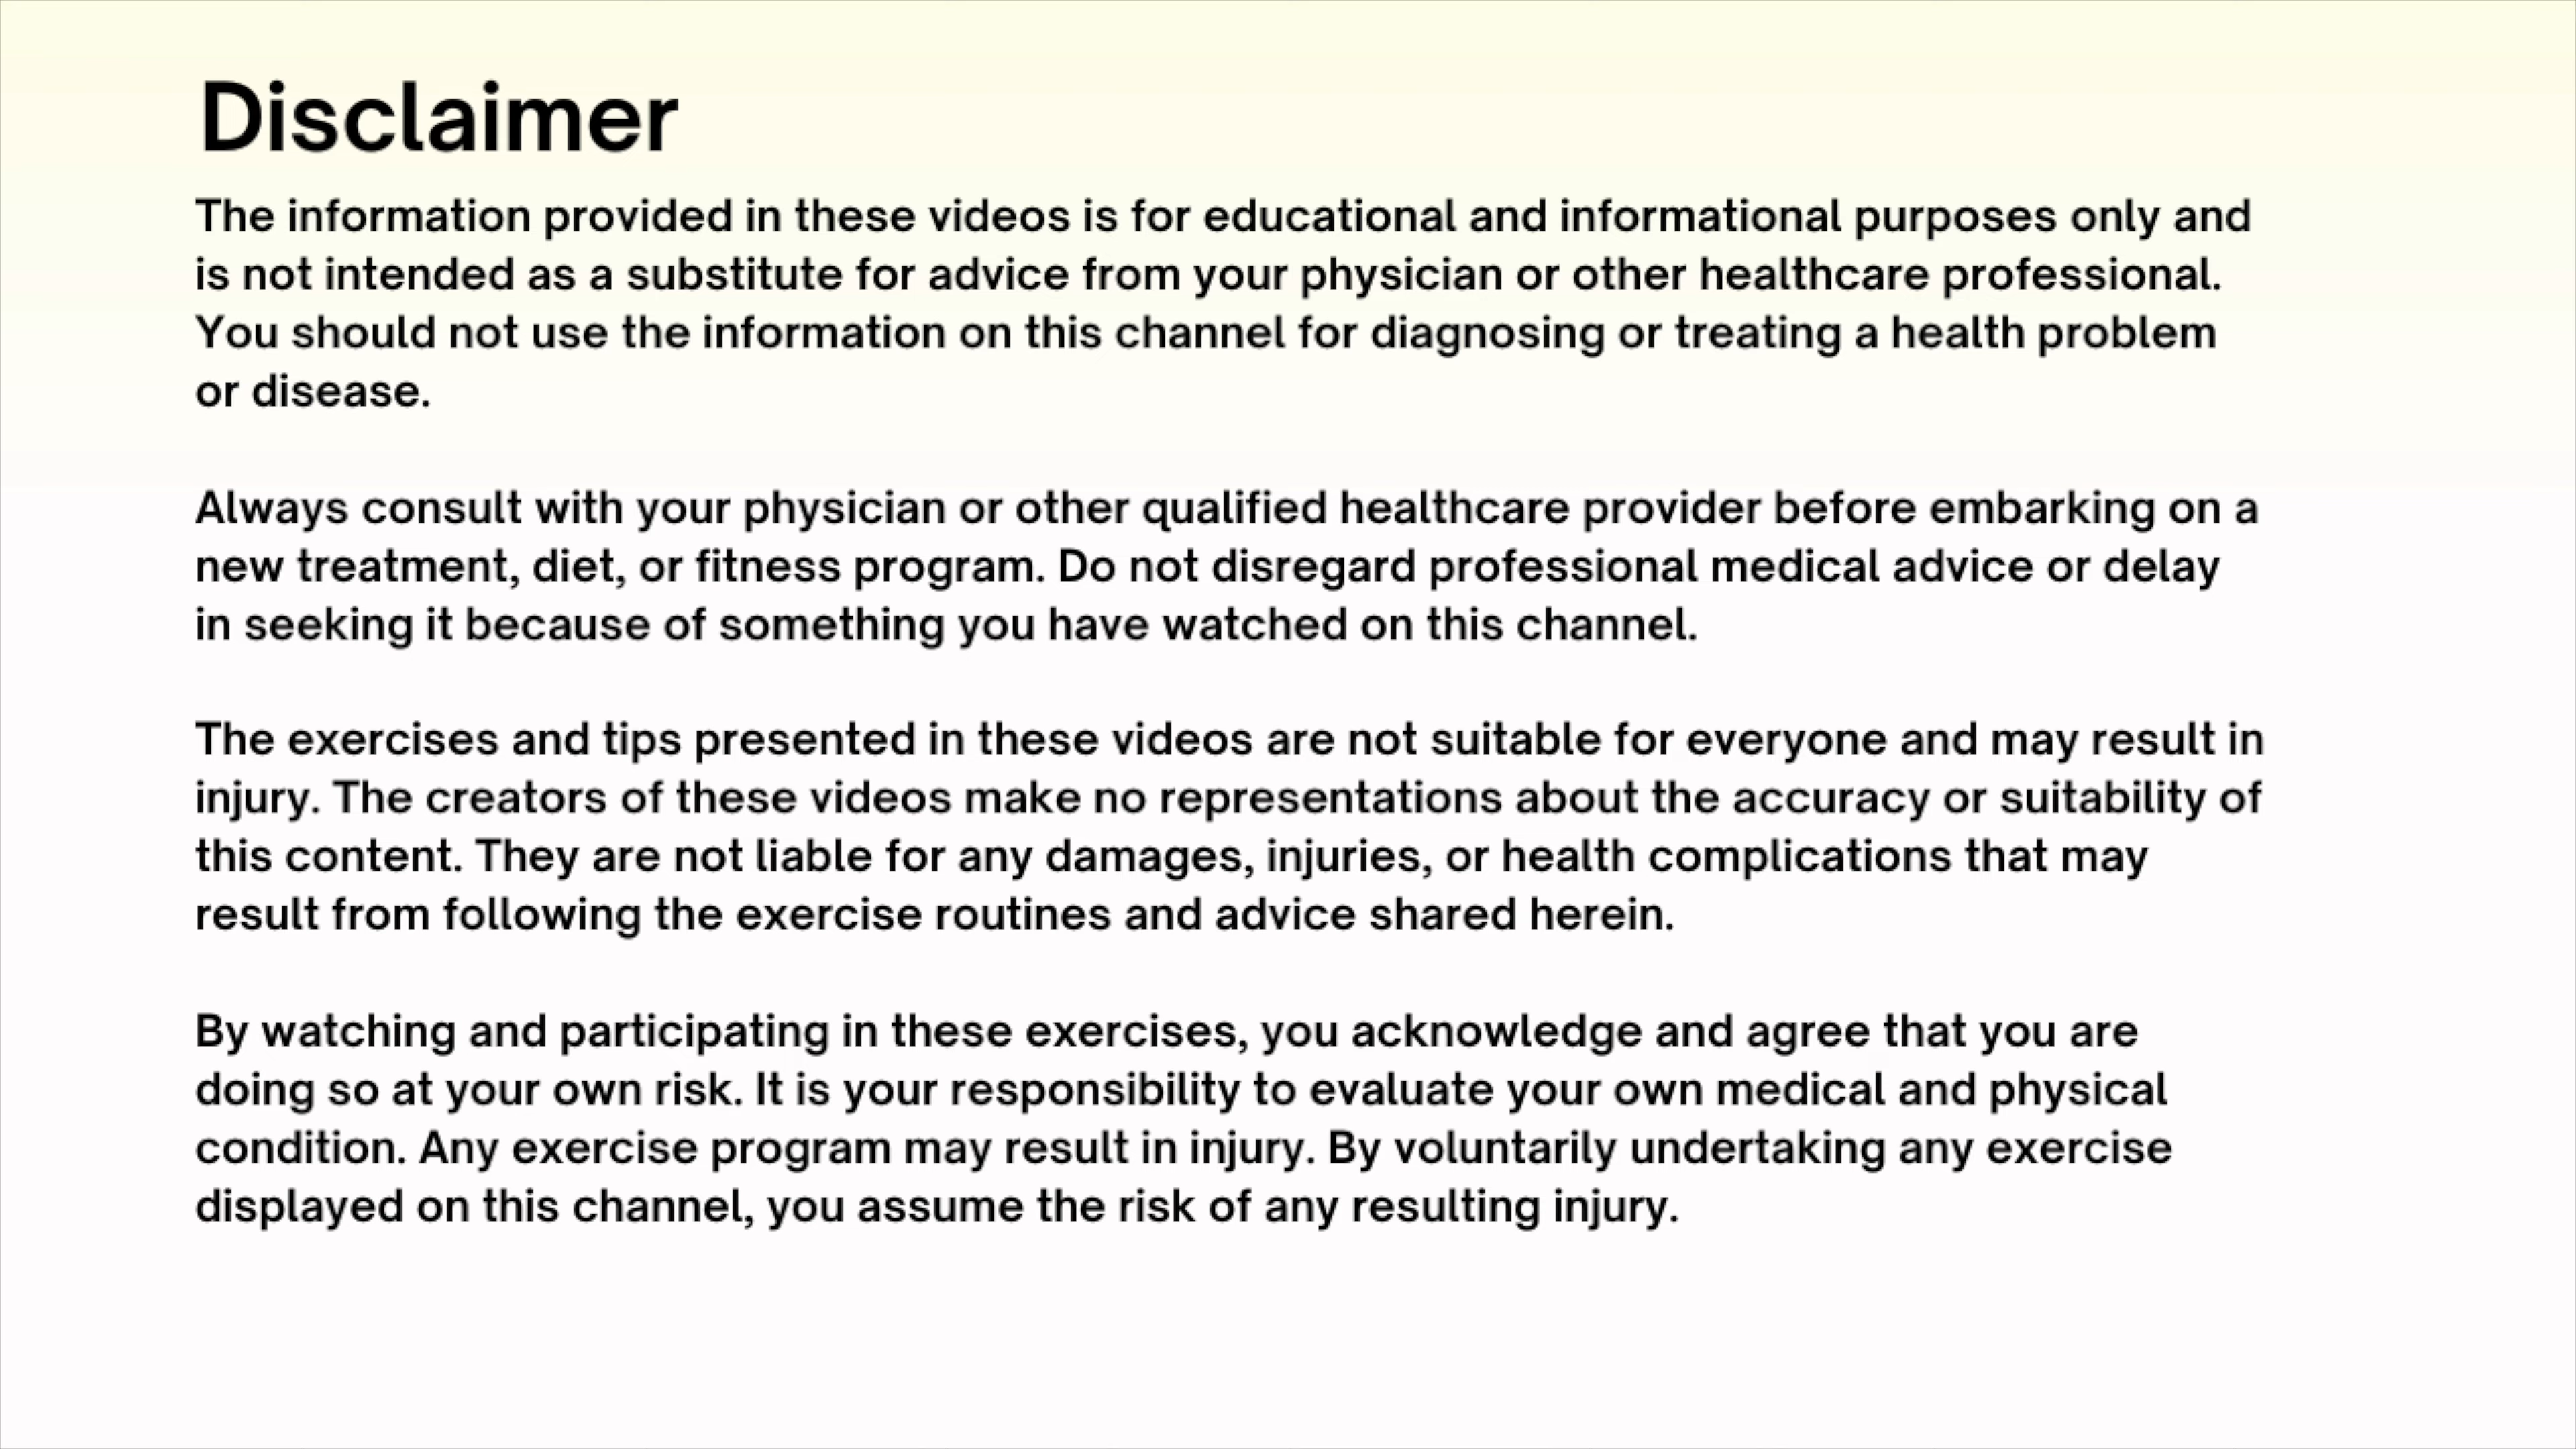 Disclaimer
The information provided in these videos is for educational and informational purposes only and
is not intended as a substitute for advice from your physician or other healthcare professional.
You should not use the information on this channel for diagnosing or treating a health problem
or disease.
Always consult with your physician or other qualified healthcare provider before embarking on a
new treatment, diet, or fitness program. Do not disregard professional medical advice or delay
in seeking it because of something you have watched on this channel.
The exercises and tips presented in these videos are not suitable for everyone and may result in
injury. The creators of these videos make no representations about the accuracy or suitability of
this content. They are not liable for any damages, injuries, or health complications that may
result from following the exercise routines and advice shared herein.
By watching and participating in these exercises, you acknowledge and agree that you are
doing so at your own risk. It is your responsibility to evaluate your own medical and physical
condition. Any exercise program may result in injury. By voluntarily undertaking any exercise
displayed on this channel, you assume the risk of any resulting injury.